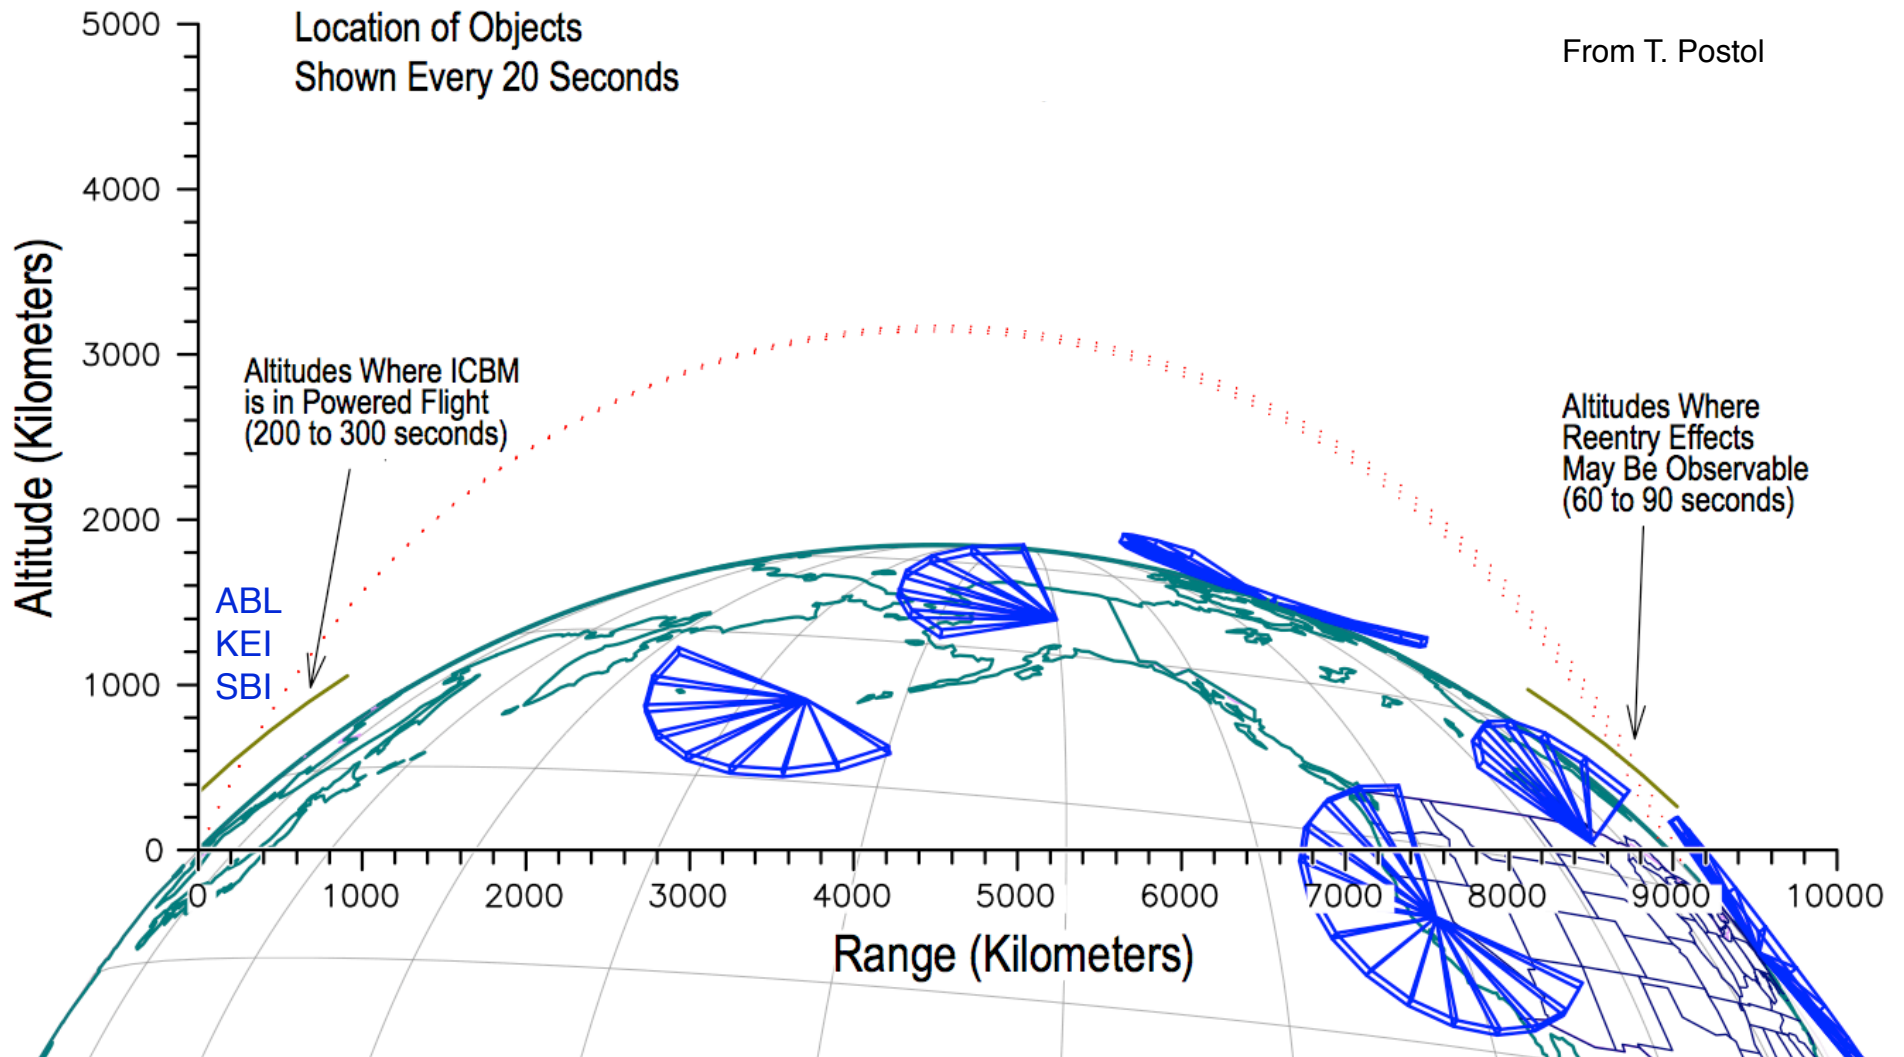 5000
4000
3000
2000
1000
0
Altitude (Kilometers)
Location of Objects
Shown Every 20 Seconds
From T. Postol
Altitudes Where ICBM
is in Powered Flight
(200 to 300 seconds)
ABL
KEI
SBI
Altitudes Where
Reentry Effects
May Be Observable
(60 to 90 seconds)
0 1000 2000 3000 4000 5000 6000 7000 8000 9000 10000
Range (Kilometers)